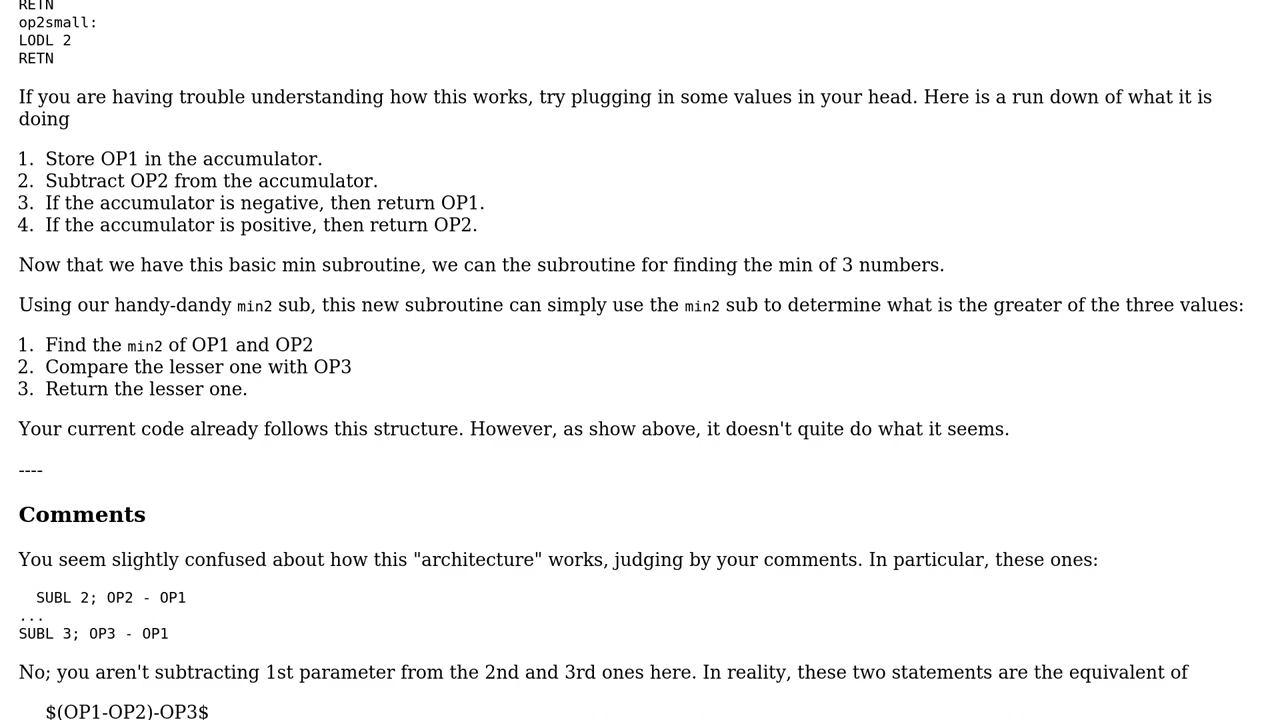 RETN
op2small:
LODL 2
RETN
If you are having trouble understanding how this works, try plugging in some values in your head. Here is a run down of what it is
doing
1. Store OP1 in the accumulator.
2. Subtract OP2 from the accumulator.
3. If the accumulator is negative, then return OP1.
4. If the accumulator is positive, then return OP2.
Now that we have this basic min subroutine, we can the subroutine for finding the min of 3 numbers.
Using our handy-dandy min2 sub, this new subroutine can simply use the min2 sub to determine what is the greater of the three values:
1. Find the min2 of OP1 and OP2
2. Compare the lesser one with OP3
3. Return the lesser one.
Your current code already follows this structure. However, as show above, it doesn't quite do what it seems.
----
Comments
You seem slightly confused about how this "architecture" works, judging by your comments. In particular, these ones:
SUBL 2; OP2 - OP1
...
SUBL 3; OP3 - OP1
No; you aren't subtracting 1st parameter from the 2nd and 3rd ones here. In reality, these two statements are the equivalent of
$(OP1-OP2)-OP3$